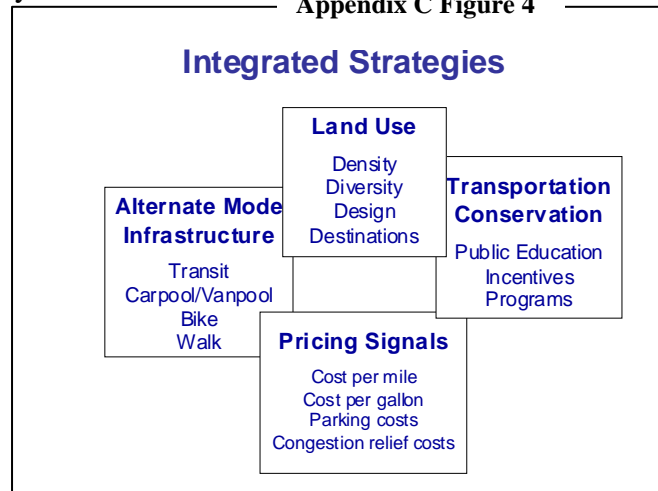 Appendix C Figure 4
Integrated Strategies
Land Use
Density
Diversity
Design
Destinations
Alternate Mode
Infrastructure
Transit
Carpool/Vanpool
Bike
Walk
Transportation
Conservation
Public Education
Incentives
Programs
Pricing Signals
Cost per mile
Cost per gallon
Parking costs
Congestion relief costs